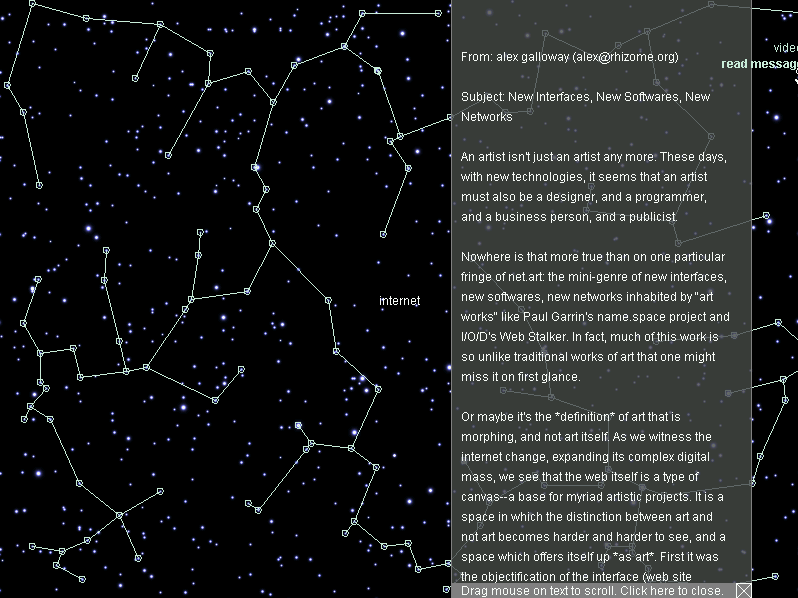 video
read message
From: alex galloway (alex@rhizome.org)
Subject: New Interfaces, New Softwares, New
Networks
An artist isn't just an artist any more. These days,
with new technologies, it seems that an artist
must also be a designer, and a programmer,
and a business person, and a publicist.
Nowhere is that more true than on one particular
fringe of net.art: the mini-genre of new interfaces,
new softwares, new networks inhabited by "art
works" like Paul Garrin's name.space project and
I/O/D's Web Stalker. In fact, much of this work is
so unlike traditional works of art that one might
miss it on first glance.
internet
Or maybe it's the *definition* of art that is
morphing, and not art itself. As we witness the
internet change, expanding its complex digital
mass, we see that the web itself is a type of
canvas--a base for myriad artistic projects. It is a
space in which the distinction between art and
not art becomes harder and harder to see, and a
space which offers itself up *as art*. First it was
the objectification of the interface (web site
Drag mouse on text to scroll. Click here to close.